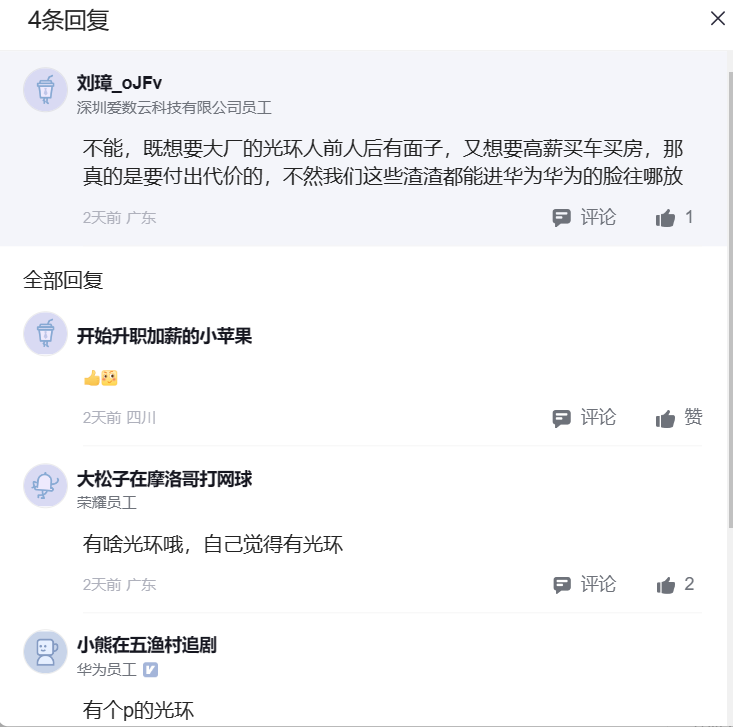 4条回复
刘璋_oJFv
深圳爱数云科技有限公司员工
不能，既想要大厂的光环人前人后有面子，又想要高薪买车买房，那
真的是要付出代价的，不然我们这些渣渣都能进华为华为的脸往哪放
2天前 广东 评论 1
全部回复
开始升职加薪的小苹果
2天前 四川 评论 赞
大松子在摩洛哥打网球
荣耀员工
有啥光环哦，自己觉得有光环
2天前 广东 评论 2
小熊在五渔村追剧
华为员工
有个p的光环